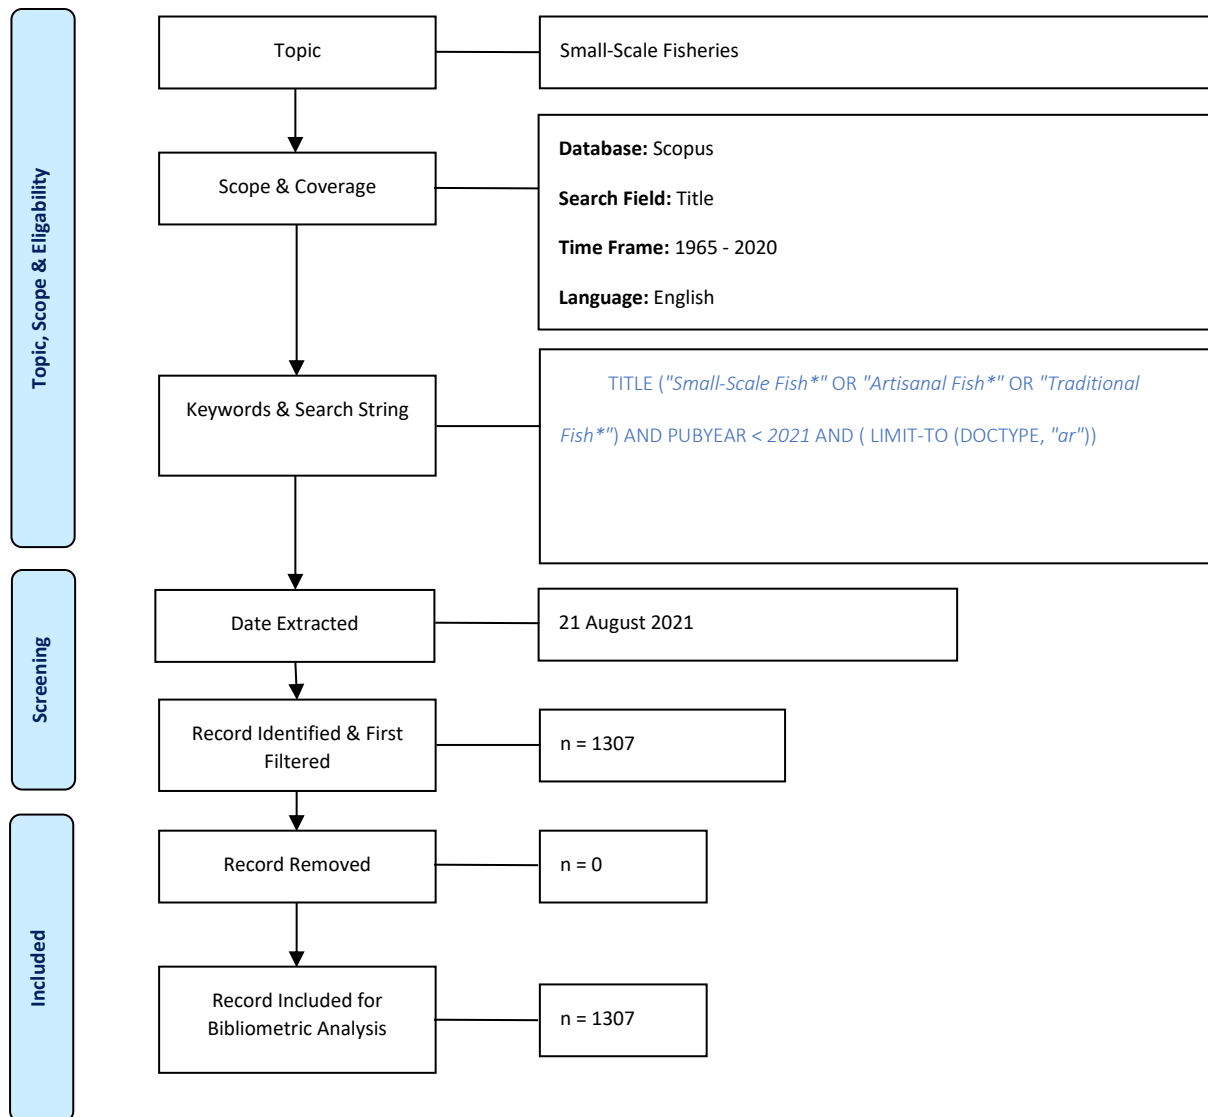 Topic, Scope & Eligability
Topic
Small-Scale Fisheries
Scope & Coverage
Database: Scopus
Search Field: Title
Time Frame: 1965 - 2020
Language: English
Keywords & Search String
TITLE ("Small-Scale Fish*" OR "Artisanal Fish*" OR "Traditional
Fish*") AND PUBYEAR < 2021 AND ( LIMIT-TO (DOCTYPE, "ar"))
Screening
Date Extracted
21 August 2021
Record Identified & First
Filtered
n = 1307
Included
Record Removed
n = 0
Record Included for
Bibliometric Analysis
n = 1307